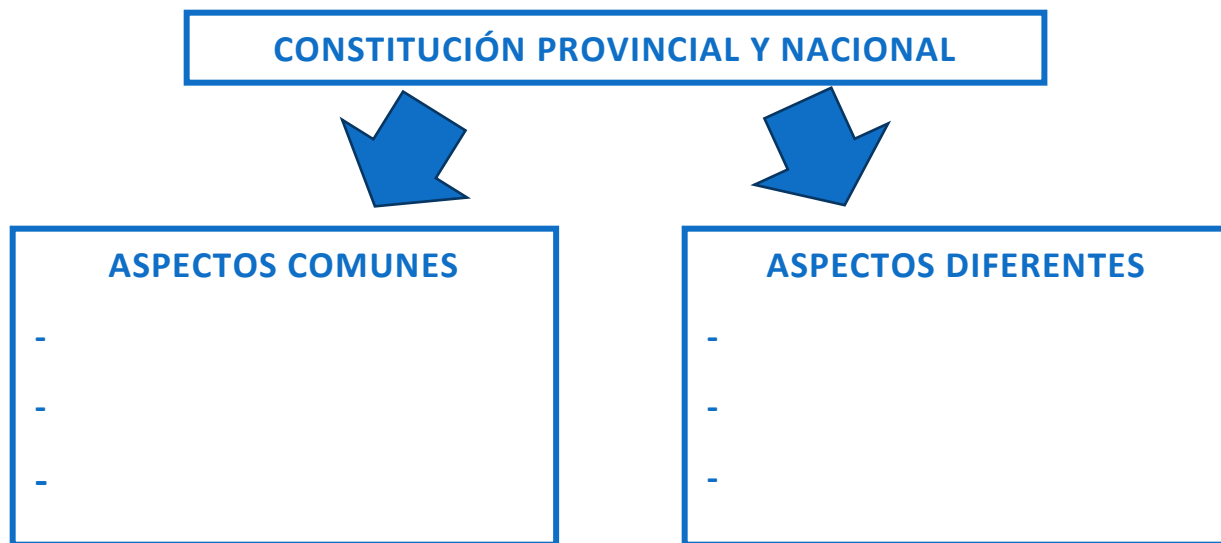 CONSTITUCIÓN PROVINCIAL Y NACIONAL
ASPECTOS COMUNES
-
-
-
ASPECTOS DIFERENTES
-
-
-